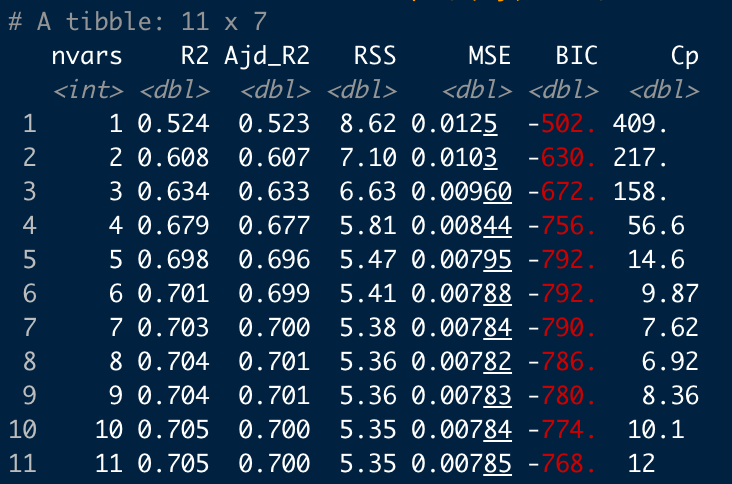 # A tibble: 11 x 7
nvars R2 Ajd_R2 RSS MSE BIC Cp
<int> <dbl> <dbl> <dbl> <dbl> <dbl> <dbl>
1 1 0.524 0.523 8.62 0.0125 -502. 409.
2 2 0.608 0.607 7.10 0.0103 -630. 217.
3 3 0.634 0.633 6.63 0.00960 -672. 158.
4 4 0.679 0.677 5.81 0.00844 -756. 56.6
5 5 0.698 0.696 5.47 0.00795 -792. 14.6
6 6 0.701 0.699 5.41 0.00788 -792. 9.87
7 7 0.703 0.700 5.38 0.00784 -790. 7.62
8 8 0.704 0.701 5.36 0.00782 -786. 6.92
9 9 0.704 0.701 5.36 0.00783 -780. 8.36
10 10 0.705 0.700 5.35 0.00784 -774. 10.1
11 11 0.705 0.700 5.35 0.00785 -768. 12